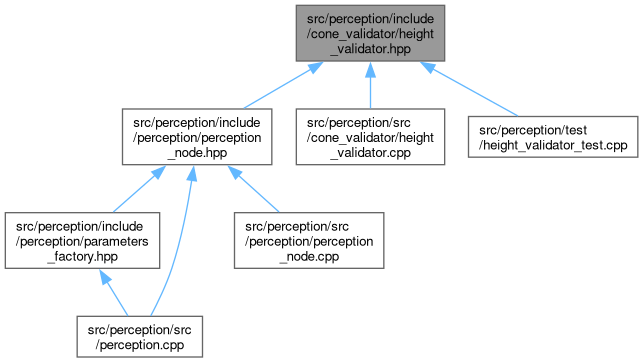 src/perception/include
/cone_validator/height
_validator.hpp
src/perception/include
/perception/perception
_node.hpp
src/perception/src
/cone_validator/height
_validator.cpp
src/perception/test
/height_validator_test.cpp
src/perception/include
/perception/parameters
_factory.hpp
src/perception/src
/perception/perception
_node.cpp
src/perception/src
/perception.cpp